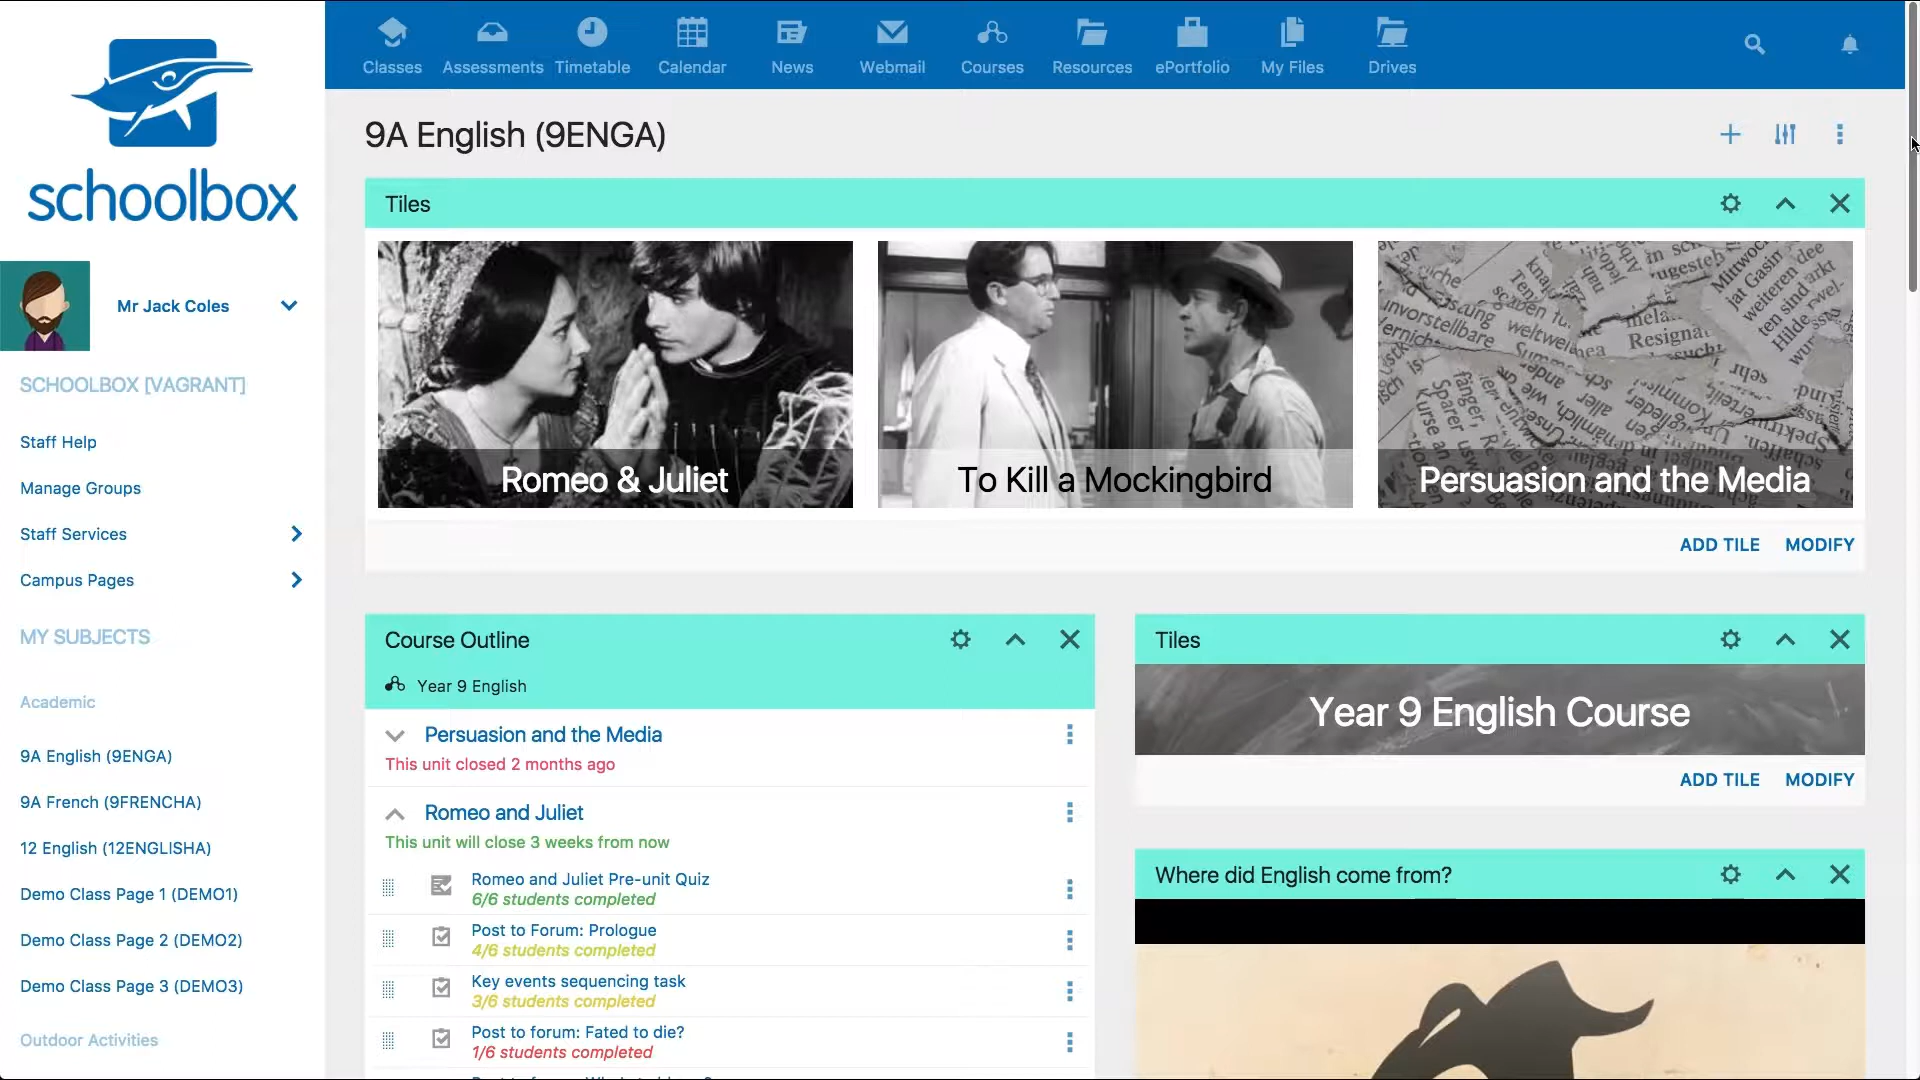 Classes
Assessments
Timetable
Calendar
News
Webmail
Courses
Resources
ePortfolio
My Files
Drives
schoolbox
Mr Jack Coles
SCHOOLBOX [VAGRANT]
Staff Help
Manage Groups
Staff Services
Campus Pages
MY SUBJECTS
Academic
9A English (9ENGA)
9A French (9FRENCHA)
12 English (12ENGLISHA)
Demo Class Page 1 (DEMO1)
Demo Class Page 2 (DEMO2)
Demo Class Page 3 (DEMO3)
Outdoor Activities
9A English (9ENGA)
Tiles
Romeo & Juliet
To Kill a Mockingbird
Persuasion and the Media
ADD TILE MODIFY
Course Outline
Year 9 English
Persuasion and the Media
This unit closed 2 months ago
Romeo and Juliet
This unit will close 3 weeks from now
Romeo and Juliet Pre-unit Quiz
6/6 students completed
Post to Forum: Prologue
4/6 students completed
Key events sequencing task
3/6 students completed
Post to forum: Fated to die?
1/6 students completed
Tiles
Year 9 English Course
ADD TILE MODIFY
Where did English come from?